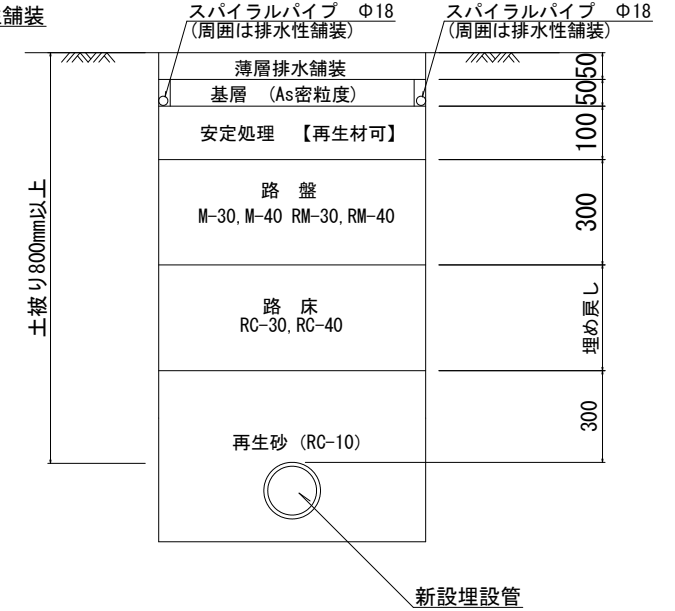 舗装
スパイラルパイプ Φ18
(周囲は排水性舗装)
スパイラルパイプ Φ18
(周囲は排水性舗装)
薄層排水舗装
50
基層 (As密粒度)
50
安定処理 【再生材可】
100
路 盤
M-30,M-40 RM-30,RM-40
300
土被り800mm以上
路 床
RC-30,RC-40
埋め戻し
再生砂 (RC-10)
300
新設埋設管